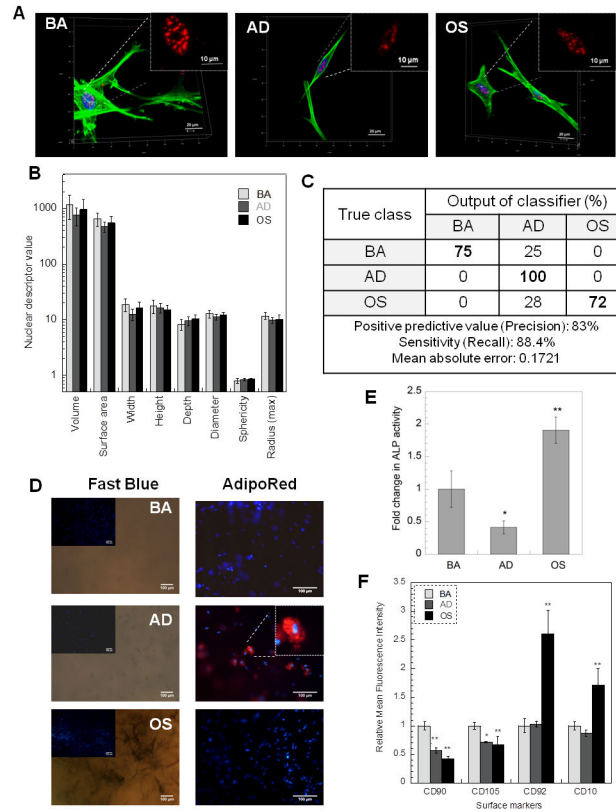 A
BA
10 µm
20 µm
AD
10 µm
20 µm
OS
10 µm
20 µm
B
BA
AD
OS
Nuclear descriptor value
1000
100
10
1
Volume
Surface area
Width
Height
Depth
Diameter
Sphericity
Radius (max)
C
True class
Output of classifier (%)
BA AD OS
BA 75 25 0
AD 0 100 0
OS 0 28 72
Positive predictive value (Precision): 83%
Sensitivity (Recall): 88.4%
Mean absolute error: 0.1721
D
Fast Blue AdipoRed
BA
100 µm
100 µm
AD
100 µm
100 µm
OS
100 µm
100 µm
E
Fold change in ALP activity
2.5
2
1.5
1
0.5
0
*
**
BA AD OS
F
BA
AD
OS
Relative Mean Fluorescence Intensity
3.5
3
2.5
2
1.5
1
0.5
0
** **
* **
**
**
CD90 CD105 CD92 CD10
Surface markers